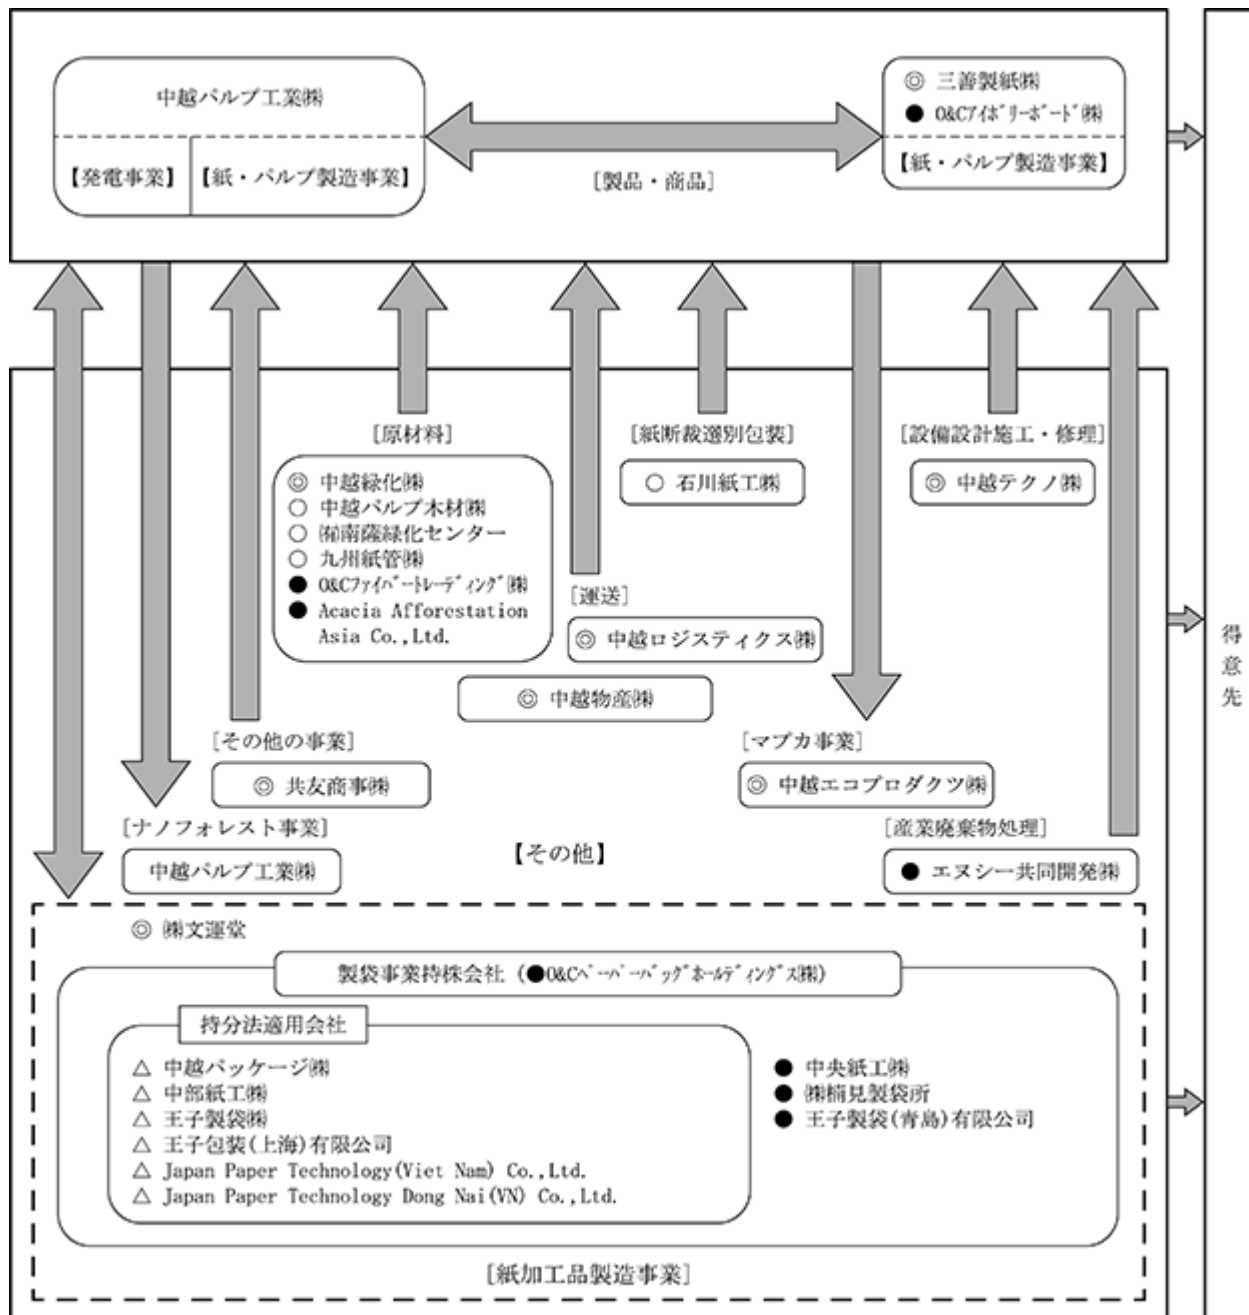 中越パルプ工業㈱
【発電事業】
【紙・パルプ製造事業】
[製品・商品]
◎ 三善製紙㈱
● O&Cｱｲﾎﾞﾘｰﾎﾞｰﾄﾞ㈱
【紙・パルプ製造事業】
得意先
[原材料]
◎ 中越緑化㈱
○ 中越パルプ木材㈱
○ ㈲南薩緑化センター
○ 九州紙管㈱
● O&Cﾌｧｲﾊﾞｰﾄﾚｰﾃﾞｨﾝｸﾞ㈱
● Acacia Afforestation
Asia Co.,Ltd.
[紙断裁選別包装]
○ 石川紙工㈱
[設備設計施工・修理]
◎ 中越テクノ㈱
[運送]
◎ 中越ロジスティクス㈱
◎ 中越物産㈱
[その他の事業]
◎ 共友商事㈱
[マプカ事業]
◎ 中越エコプロダクツ㈱
[ナノフォレスト事業]
中越パルプ工業㈱
【その他】
[産業廃棄物処理]
● エヌシー共同開発㈱
◎ ㈱文運堂
製袋事業持株会社（●O&Cﾍﾟｰﾊﾟｰﾊﾞｯｸﾞﾎｰﾙﾃﾞｨﾝｸﾞｽ㈱）
持分法適用会社
△ 中越パッケージ㈱
△ 中部紙工㈱
△ 王子製袋㈱
△ 王子包装(上海)有限公司
△ Japan Paper Technology(Viet Nam) Co.,Ltd.
△ Japan Paper Technology Dong Nai(VN) Co.,Ltd.
● 中央紙工㈱
● ㈱楠見製袋所
● 王子製袋(青島)有限公司
[紙加工品製造事業]